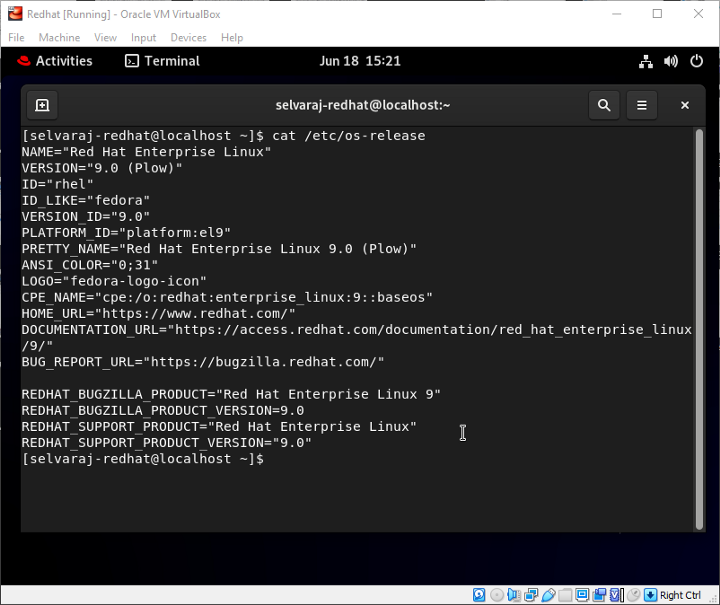 Redhat [Running] - Oracle VM VirtualBox
File Machine View Input Devices Help
Activities Terminal Jun 18 15:21
selvaraj-redhat@localhost:~
[selvaraj-redhat@localhost ~]$ cat /etc/os-release
NAME="Red Hat Enterprise Linux"
VERSION="9.0 (Plow)"
ID="rhel"
ID_LIKE="fedora"
VERSION_ID="9.0"
PLATFORM_ID="platform:el9"
PRETTY_NAME="Red Hat Enterprise Linux 9.0 (Plow)"
ANSI_COLOR="0;31"
LOGO="fedora-logo-icon"
CPE_NAME="cpe:/o:redhat:enterprise_linux:9::baseos"
HOME_URL="https://www.redhat.com/"
DOCUMENTATION_URL="https://access.redhat.com/documentation/red_hat_enterprise_linux
/9/"
BUG_REPORT_URL="https://bugzilla.redhat.com/"
REDHAT_BUGZILLA_PRODUCT="Red Hat Enterprise Linux 9"
REDHAT_BUGZILLA_PRODUCT_VERSION=9.0
REDHAT_SUPPORT_PRODUCT="Red Hat Enterprise Linux"
REDHAT_SUPPORT_PRODUCT_VERSION="9.0"
[selvaraj-redhat@localhost ~]$
Right Ctrl